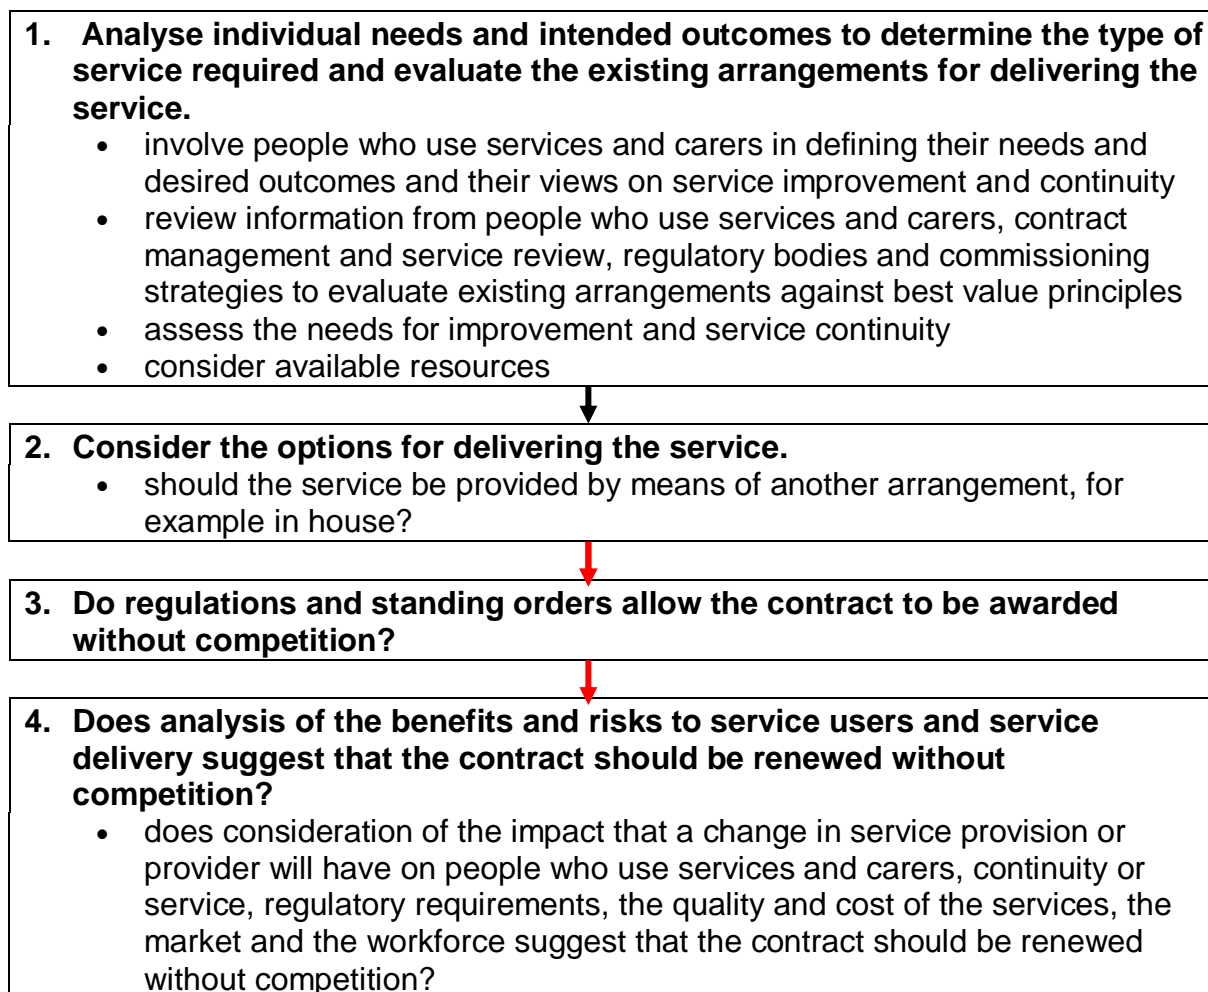 1. Analyse individual needs and intended outcomes to determine the type of
service required and evaluate the existing arrangements for delivering the
service.
• involve people who use services and carers in defining their needs and
desired outcomes and their views on service improvement and continuity
• review information from people who use services and carers, contract
management and service review, regulatory bodies and commissioning
strategies to evaluate existing arrangements against best value principles
• assess the needs for improvement and service continuity
• consider available resources
2. Consider the options for delivering the service.
• should the service be provided by means of another arrangement, for
example in house?
3. Do regulations and standing orders allow the contract to be awarded
without competition?
4. Does analysis of the benefits and risks to service users and service
delivery suggest that the contract should be renewed without
competition?
• does consideration of the impact that a change in service provision or
provider will have on people who use services and carers, continuity or
service, regulatory requirements, the quality and cost of the services, the
market and the workforce suggest that the contract should be renewed
without competition?